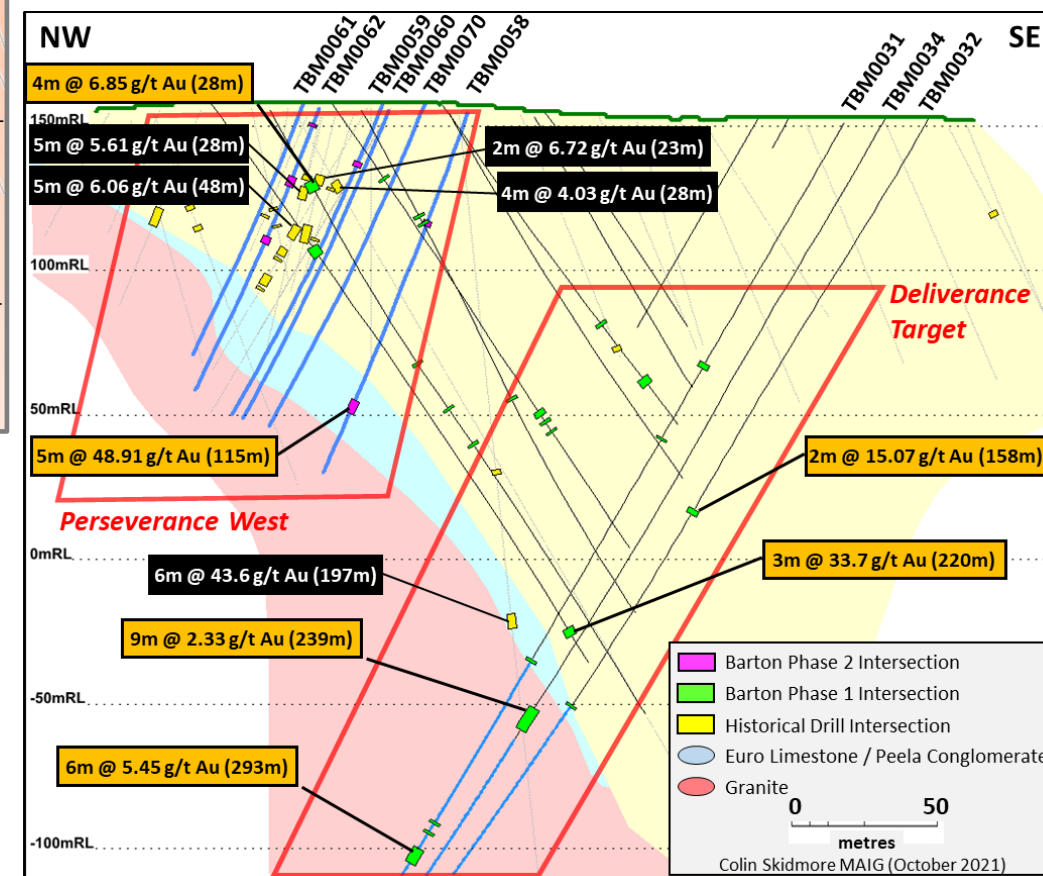 NW
SE
TBM0061
TBM0062
TBM0059
TBM0060
TBM0070
TBM0058
TBM0031
TBM0034
TBM0032
4m @ 6.85 g/t Au (28m)
150mRL
5m @ 5.61 g/t Au (28m)
2m @ 6.72 g/t Au (23m)
5m @ 6.06 g/t Au (48m)
4m @ 4.03 g/t Au (28m)
100mRL
Deliverance
Target
50mRL
5m @ 48.91 g/t Au (115m)
2m @ 15.07 g/t Au (158m)
Perseverance West
0mRL
6m @ 43.6 g/t Au (197m)
3m @ 33.7 g/t Au (220m)
9m @ 2.33 g/t Au (239m)
-50mRL
6m @ 5.45 g/t Au (293m)
-100mRL
Barton Phase 2 Intersection
Barton Phase 1 Intersection
Historical Drill Intersection
Euro Limestone / Peela Conglomerate
Granite
0 50
metres
Colin Skidmore MAIG (October 2021)